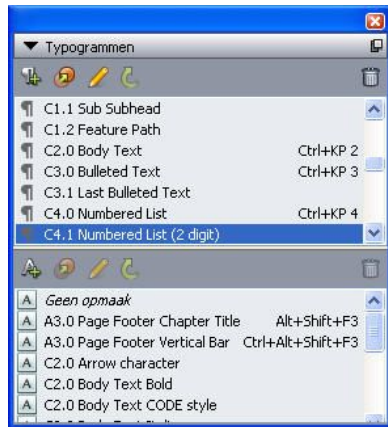 Typogrammen
C1.1 Sub Subhead
C1.2 Feature Path
C2.0 Body Text Ctrl+KP 2
C3.0 Bulleted Text Ctrl+KP 3
C3.1 Last Bulleted Text
C4.0 Numbered List Ctrl+KP 4
C4.1 Numbered List (2 digit)
Geen opmaak
A A3.0 Page Footer Chapter Title Alt+Shift+F3
A A3.0 Page Footer Vertical Bar Ctrl+Alt+Shift+F3
A C2.0 Arrow character
A C2.0 Body Text Bold
A C2.0 Body Text CODE style